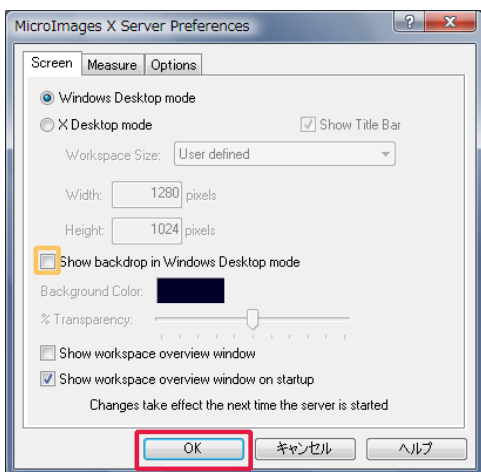 MicroImages X Server Preferences
Screen Measure Options
Windows Desktop mode
X Desktop mode Show Title Bar
Workspace Size: User defined
Width: 1280 pixels
Height: 1024 pixels
Show backdrop in Windows Desktop mode
Background Color:
% Transparency:
Show workspace overview window
Show workspace overview window on startup
Changes take effect the next time the server is started
OK キャンセル ヘルプ